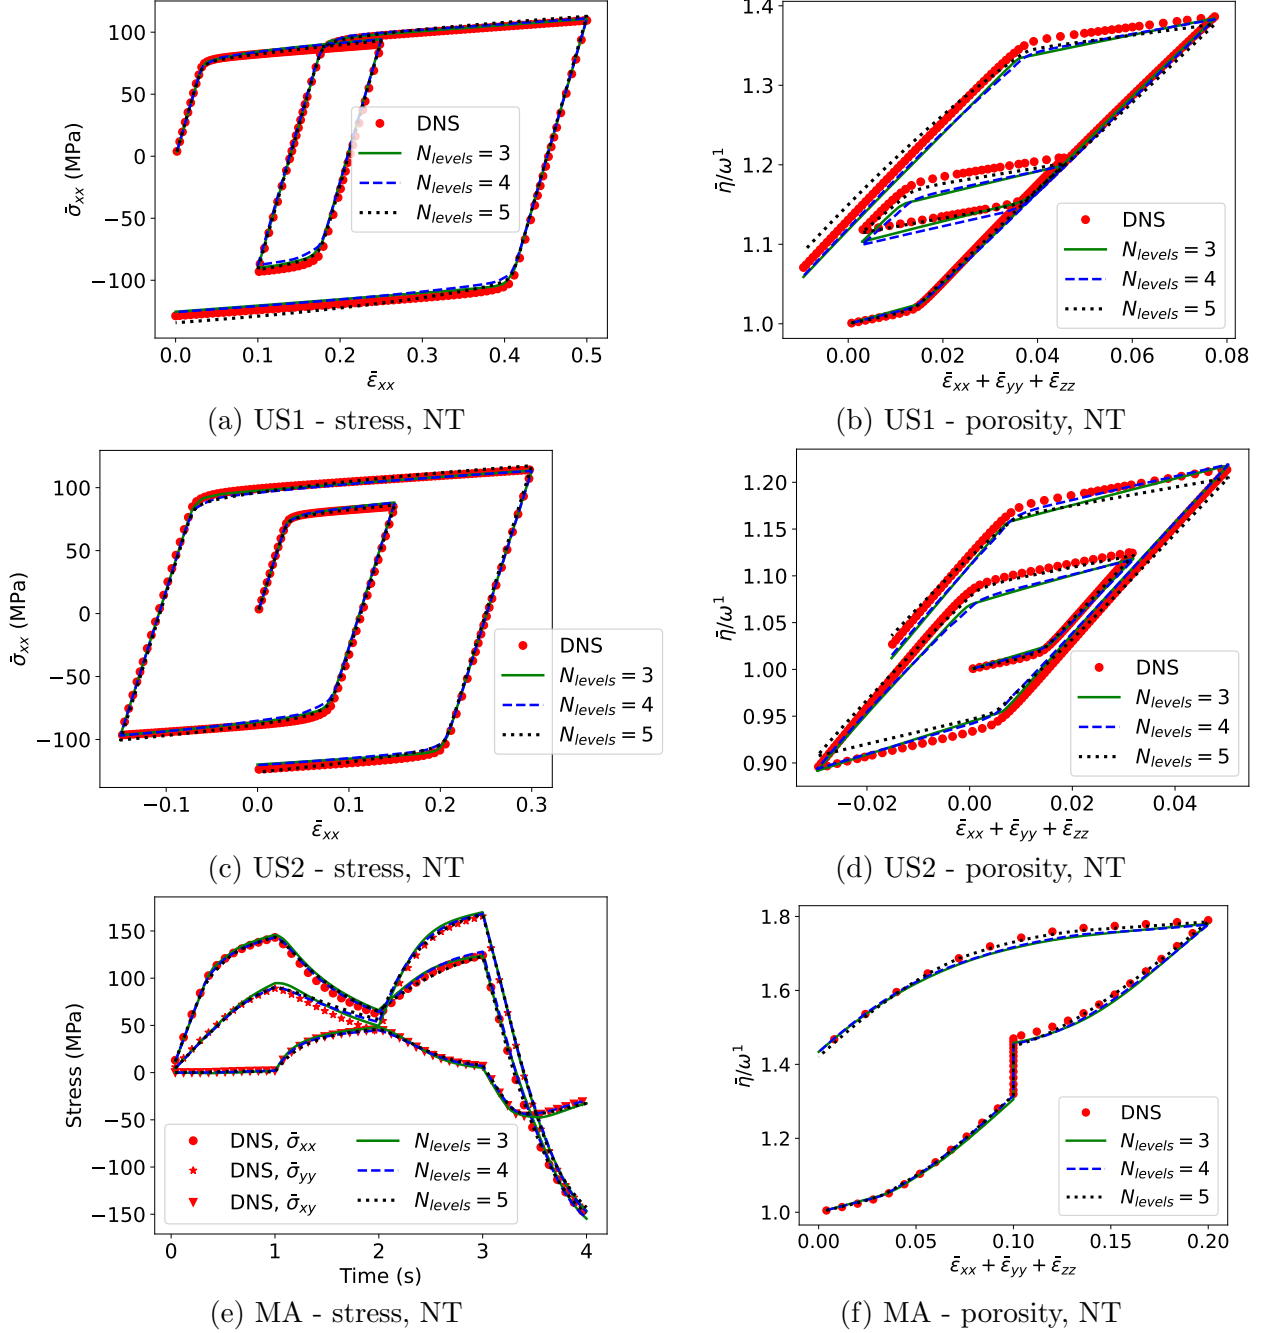 100
50
0
−50
−100
σ̄xx (MPa)
DNS
Nlevels = 3
Nlevels = 4
Nlevels = 5
0.0 0.1 0.2 0.3 0.4 0.5
ε̄xx
(a) US1 - stress, NT
1.4
1.3
1.2
1.1
1.0
η̄/ω¹
DNS
Nlevels = 3
Nlevels = 4
Nlevels = 5
0.00 0.02 0.04 0.06 0.08
ε̄xx + ε̄yy + ε̄zz
(b) US1 - porosity, NT
100
50
0
−50
−100
σ̄xx (MPa)
DNS
Nlevels = 3
Nlevels = 4
Nlevels = 5
−0.1 0.0 0.1 0.2 0.3
ε̄xx
(c) US2 - stress, NT
1.20
1.15
1.10
1.05
1.00
0.95
0.90
η̄/ω¹
DNS
Nlevels = 3
Nlevels = 4
Nlevels = 5
−0.02 0.00 0.02 0.04
ε̄xx + ε̄yy + ε̄zz
(d) US2 - porosity, NT
150
100
50
0
−50
−100
−150
Stress (MPa)
DNS, σ̄xx
DNS, σ̄yy
DNS, σ̄xy
Nlevels = 3
Nlevels = 4
Nlevels = 5
0 1 2 3 4
Time (s)
(e) MA - stress, NT
1.8
1.6
1.4
1.2
1.0
η̄/ω¹
DNS
Nlevels = 3
Nlevels = 4
Nlevels = 5
0.00 0.05 0.10 0.15 0.20
ε̄xx + ε̄yy + ε̄zz
(f) MA - porosity, NT